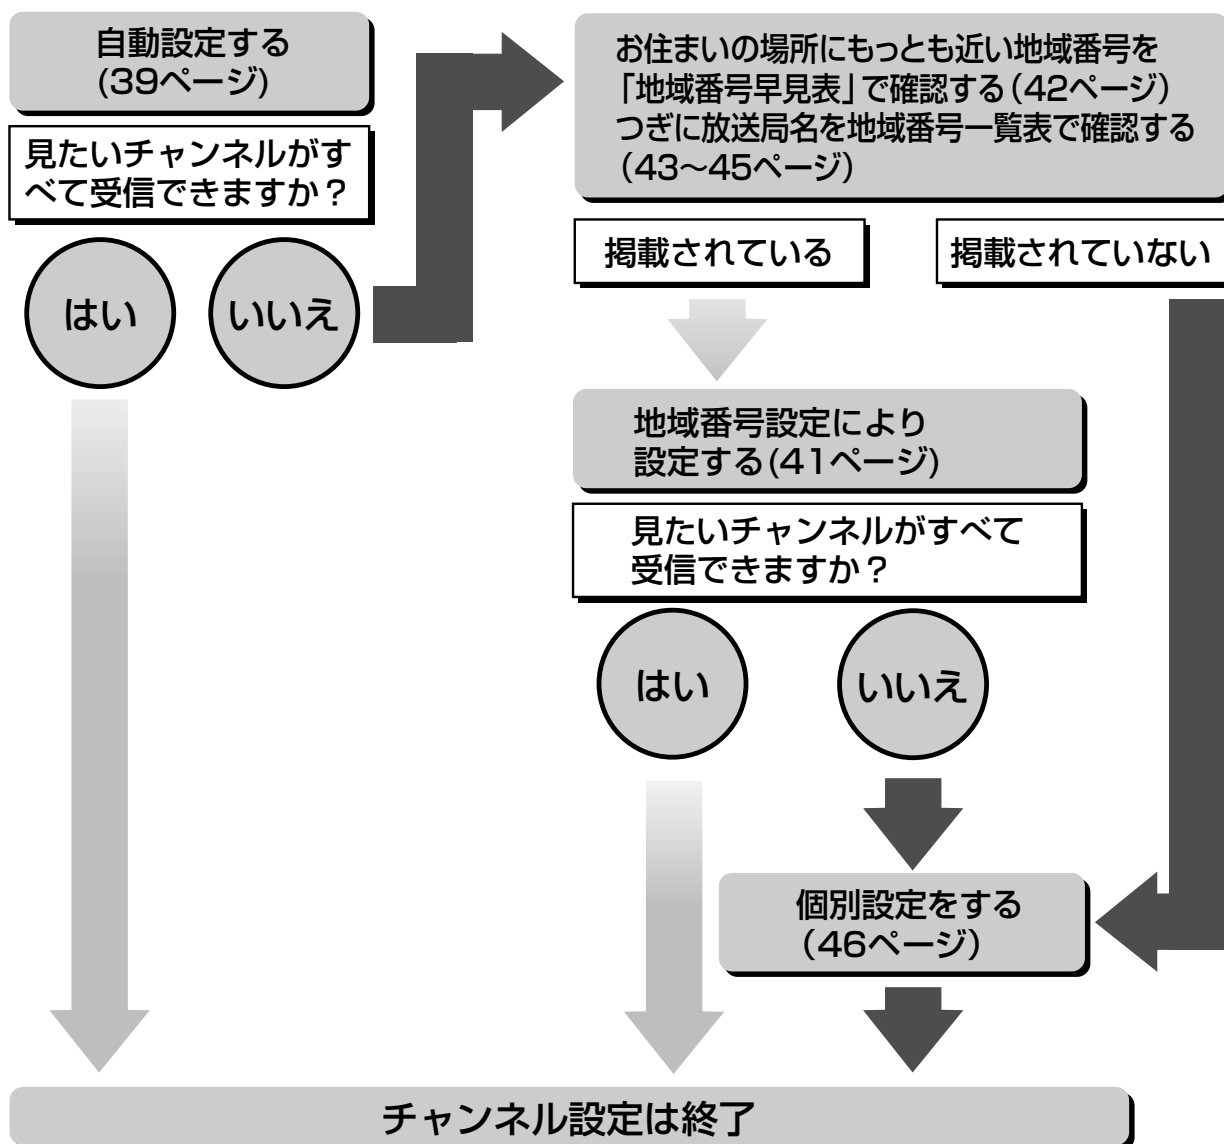 自動設定する
(39ページ)
見たいチャンネルがす
べて受信できますか？
はい
いいえ
お住まいの場所にもっとも近い地域番号を
「地域番号早見表」で確認する（42ページ）
つぎに放送局名を地域番号一覧表で確認する
（43〜45ページ）
掲載されている
掲載されていない
地域番号設定により
設定する(41ページ)
見たいチャンネルがすべて
受信できますか？
はい
いいえ
個別設定をする
（46ページ）
チャンネル設定は終了